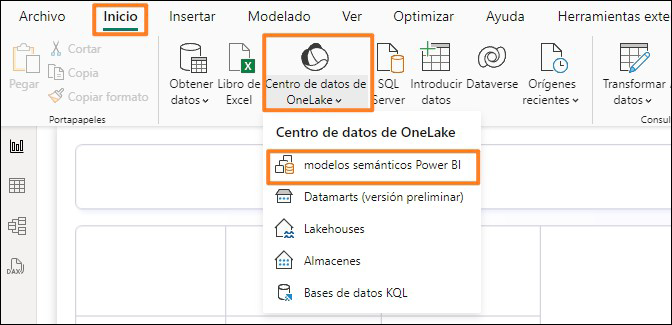 Archivo Inicio Insertar Modelado Ver Optimizar Ayuda Herramientas exte
Pegar
Cortar
Copia
Copiar formato
Portapapeles
Obtener
datos
Libro de
Excel
Centro de datos de
OneLake
SQL
Server
Introducir
datos
Dataverse
Orígenes
recientes
Transformar
datos
Consul
Centro de datos de OneLake
modelos semánticos Power BI
Datamarts (versión preliminar)
Lakehouses
Almacenes
Bases de datos KQL
DAX